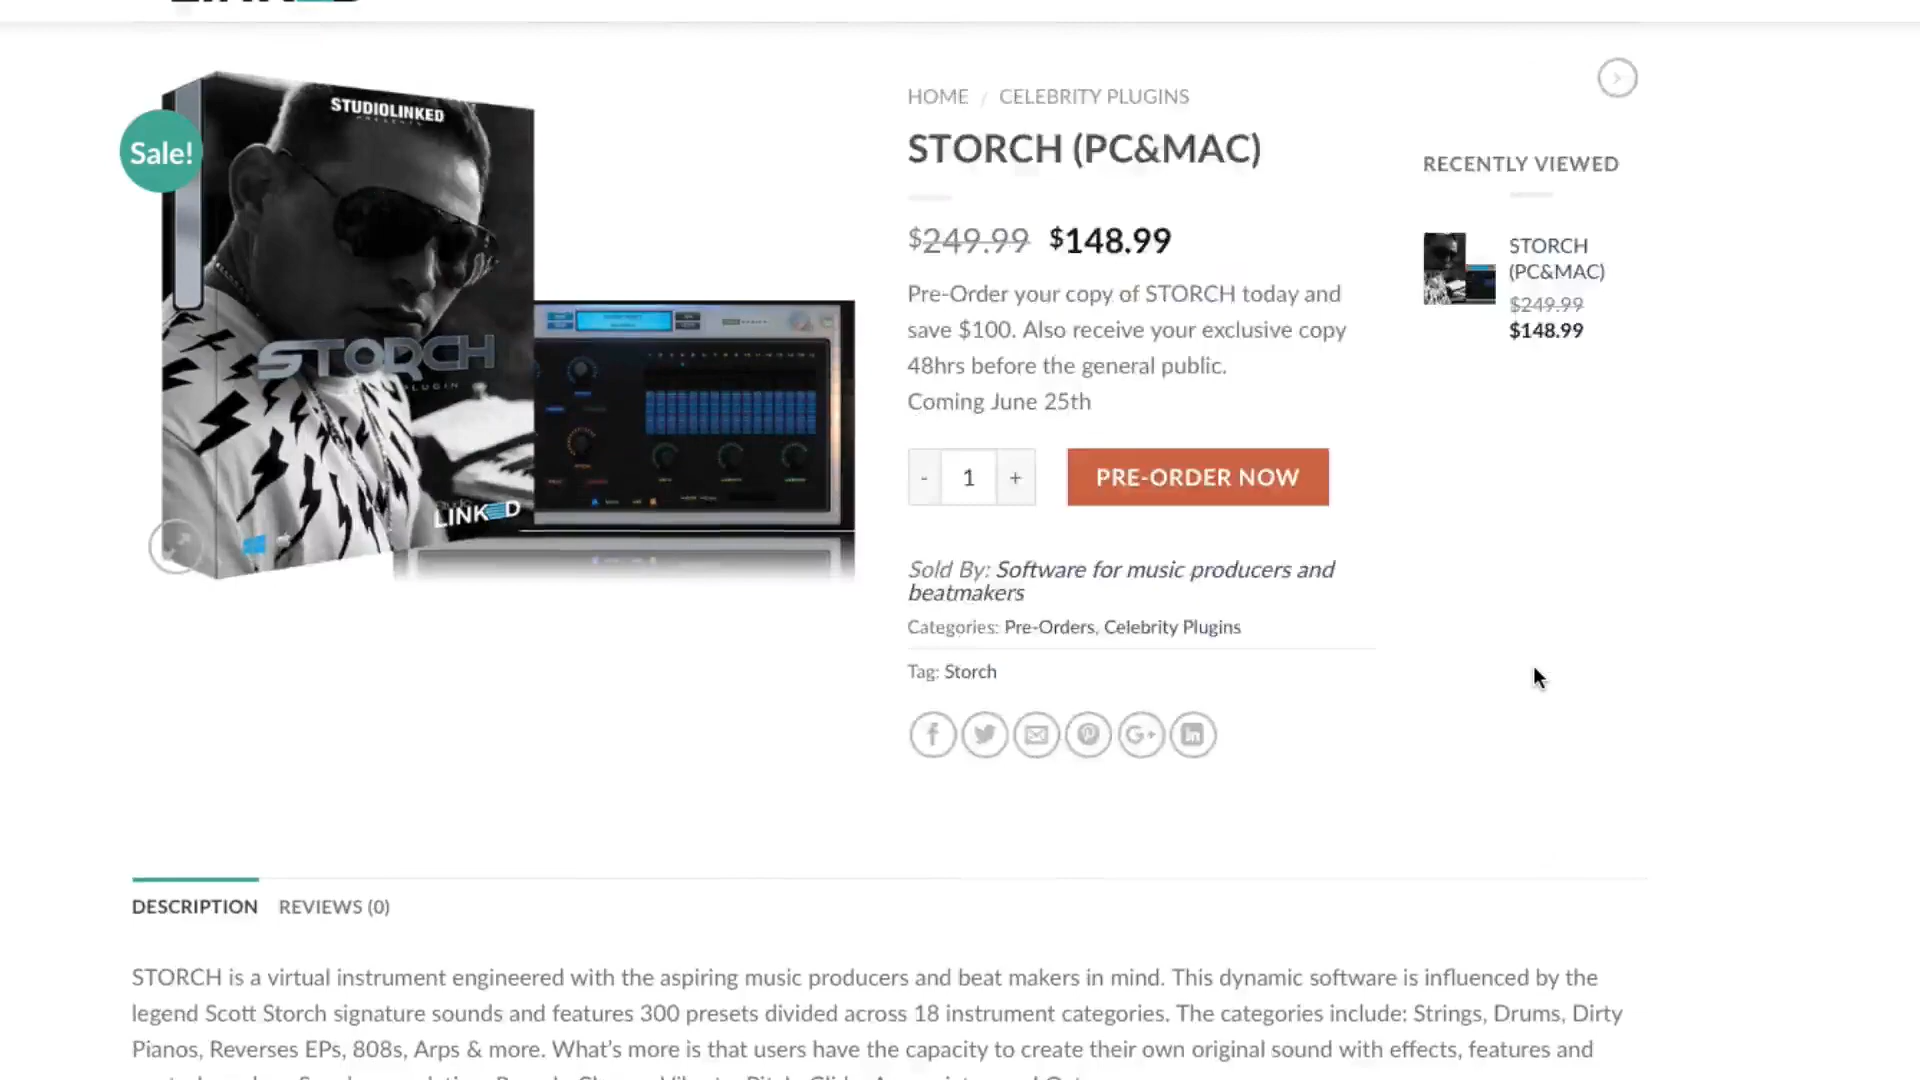 HOME / CELEBRITY PLUGINS
STORCH (PC&MAC)
$249.99 $148.99
Pre-Order your copy of STORCH today and
save $100. Also receive your exclusive copy
48hrs before the general public.
Coming June 25th
- 1 +
PRE-ORDER NOW
Sold By: Software for music producers and
beatmakers
Categories: Pre-Orders, Celebrity Plugins
Tag: Storch
RECENTLY VIEWED
STORCH
(PC&MAC)
$249.99
$148.99
Sale!
STUDIOLINKED
PRESENTS
STORCH
PLUGIN
LINKED
DESCRIPTION
REVIEWS (0)
STORCH is a virtual instrument engineered with the aspiring music producers and beat makers in mind. This dynamic software is influenced by the
legend Scott Storch signature sounds and features 300 presets divided across 18 instrument categories. The categories include: Strings, Drums, Dirty
Pianos, Reverses EPs, 808s, Arps & more. What's more is that users have the capacity to create their own original sound with effects, features and